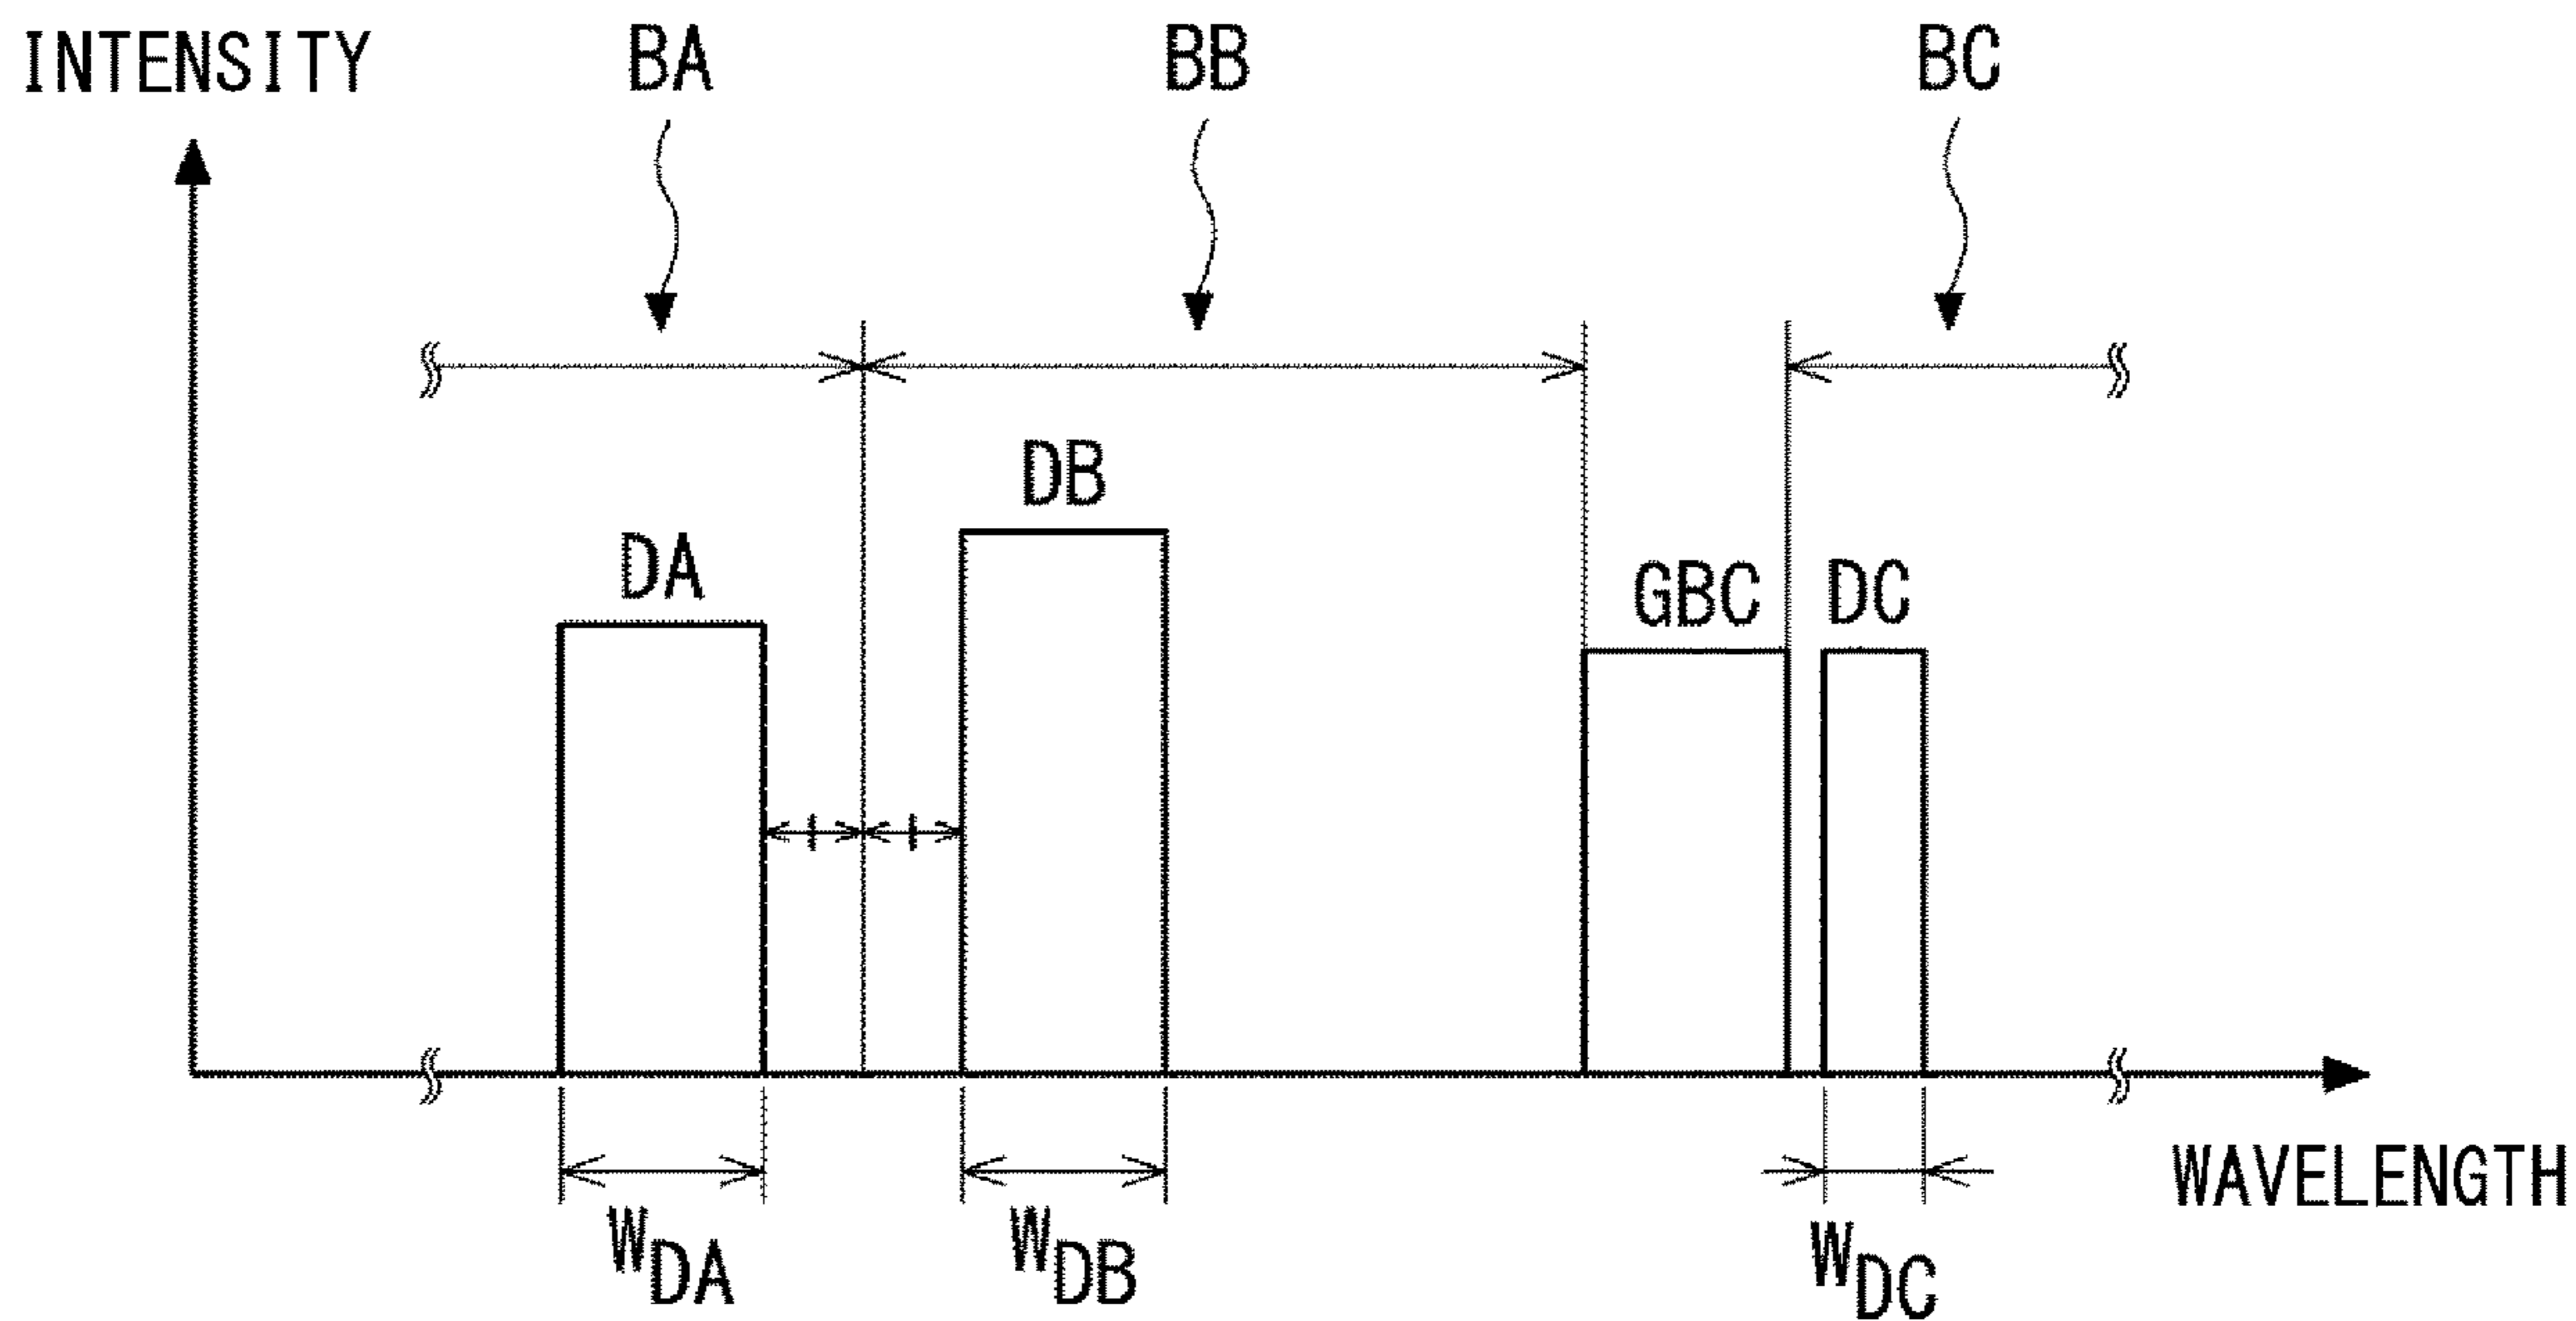 INTENSITY
BA
BB
BC
DB
DA
GBC
DC
WDA
WDB
WDC
WAVELENGTH